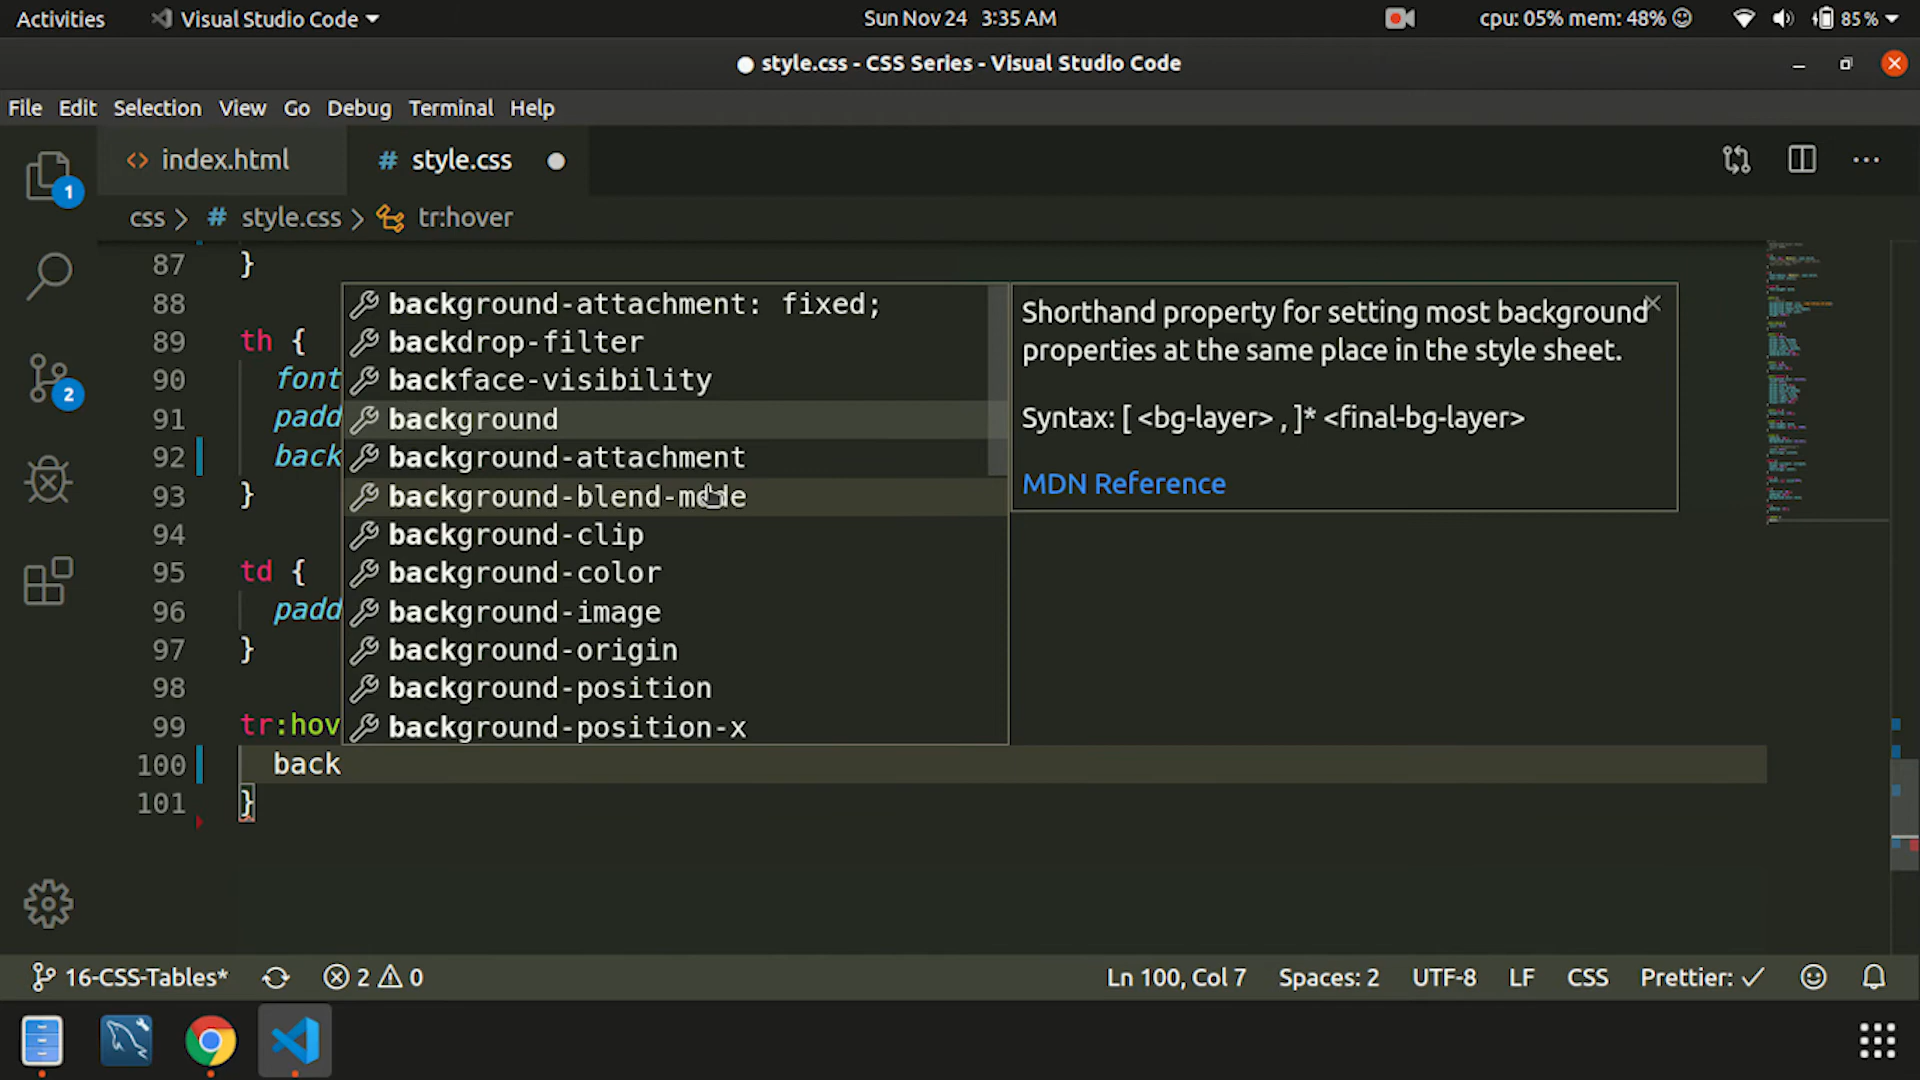 Activities Visual Studio Code Sun Nov 24 3:35 AM cpu: 05% mem: 48% 85%
style.css - CSS Series - Visual Studio Code
File Edit Selection View Go Debug Terminal Help
index.html # style.css
1
css > # style.css > tr:hover
87 }
88
89 th {
90 font
91 padd
92 back
93 }
94
95 td {
96 padd
97 }
98
99 tr:hov
100 back
101 }
background-attachment: fixed;
backdrop-filter
backface-visibility
background
background-attachment
background-blend-mode
background-clip
background-color
background-image
background-origin
background-position
background-position-x
Shorthand property for setting most background
properties at the same place in the style sheet.
Syntax: [ <bg-layer> , ]* <final-bg-layer>
MDN Reference
2
16-CSS-Tables* 2 0 Ln 100, Col 7 Spaces: 2 UTF-8 LF CSS Prettier: ✓